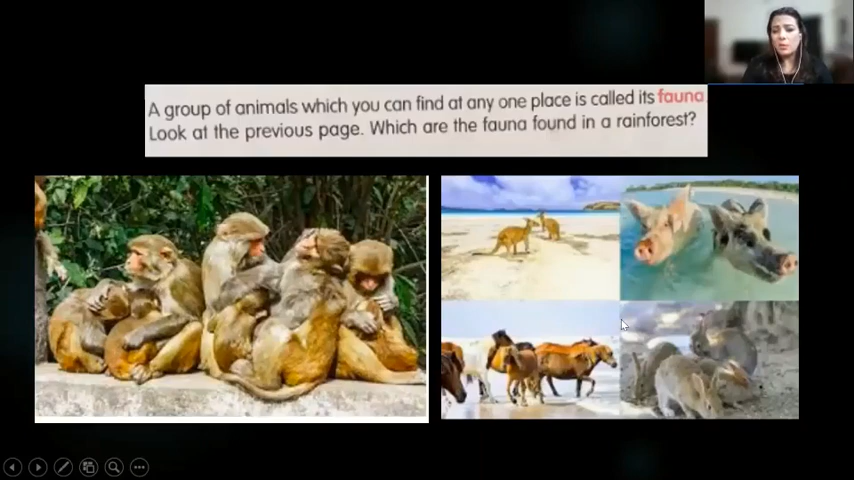 A group of animals which you can find at any one place is called its fauna.
Look at the previous page. Which are the fauna found in a rainforest?